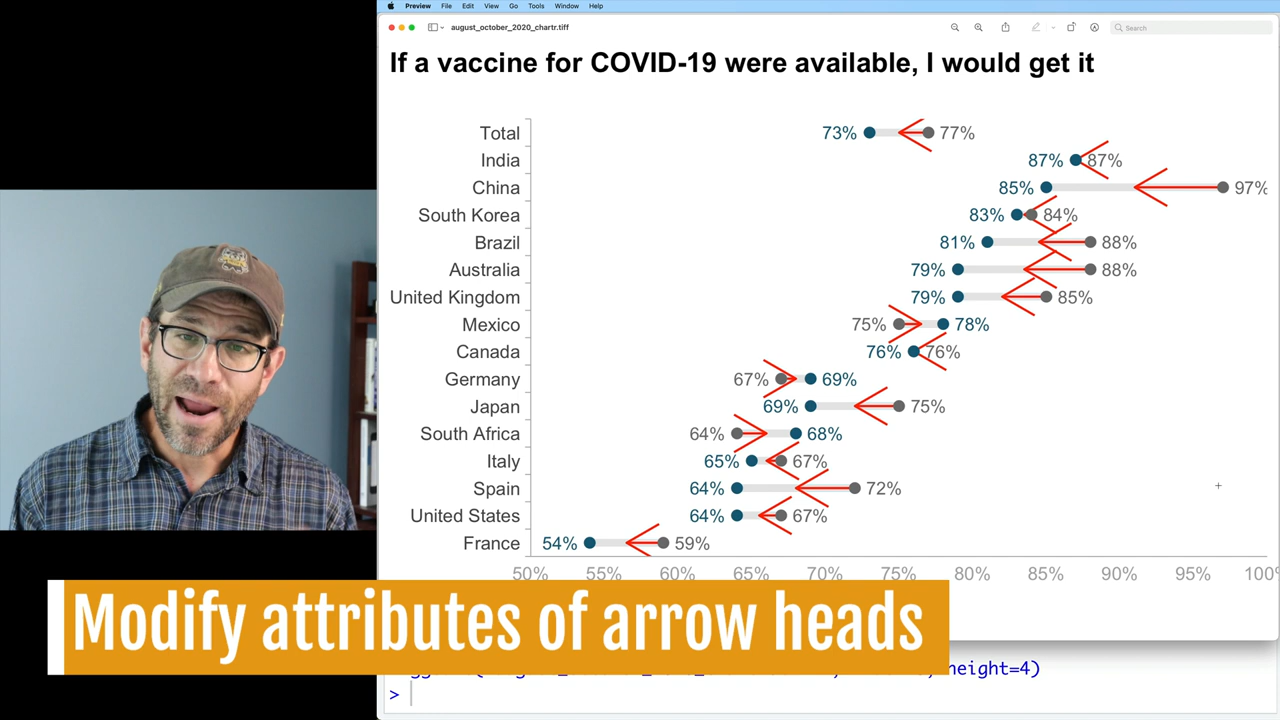 Preview File Edit View Go Tools Window Help
august_october_2020_chartr.tiff
Search
If a vaccine for COVID-19 were available, I would get it
Total 73% 77%
India 87% 87%
China 85% 97%
South Korea 83% 84%
Brazil 81% 88%
Australia 79% 88%
United Kingdom 79% 85%
Mexico 75% 78%
Canada 76% 76%
Germany 67% 69%
Japan 69% 75%
South Africa 64% 68%
Italy 65% 67%
Spain 64% 72%
United States 64% 67%
France 54% 59%
50% 55% 60% 65% 70% 75% 80% 85% 90% 95% 100%
Modify attributes of arrow heads
height=4)
>